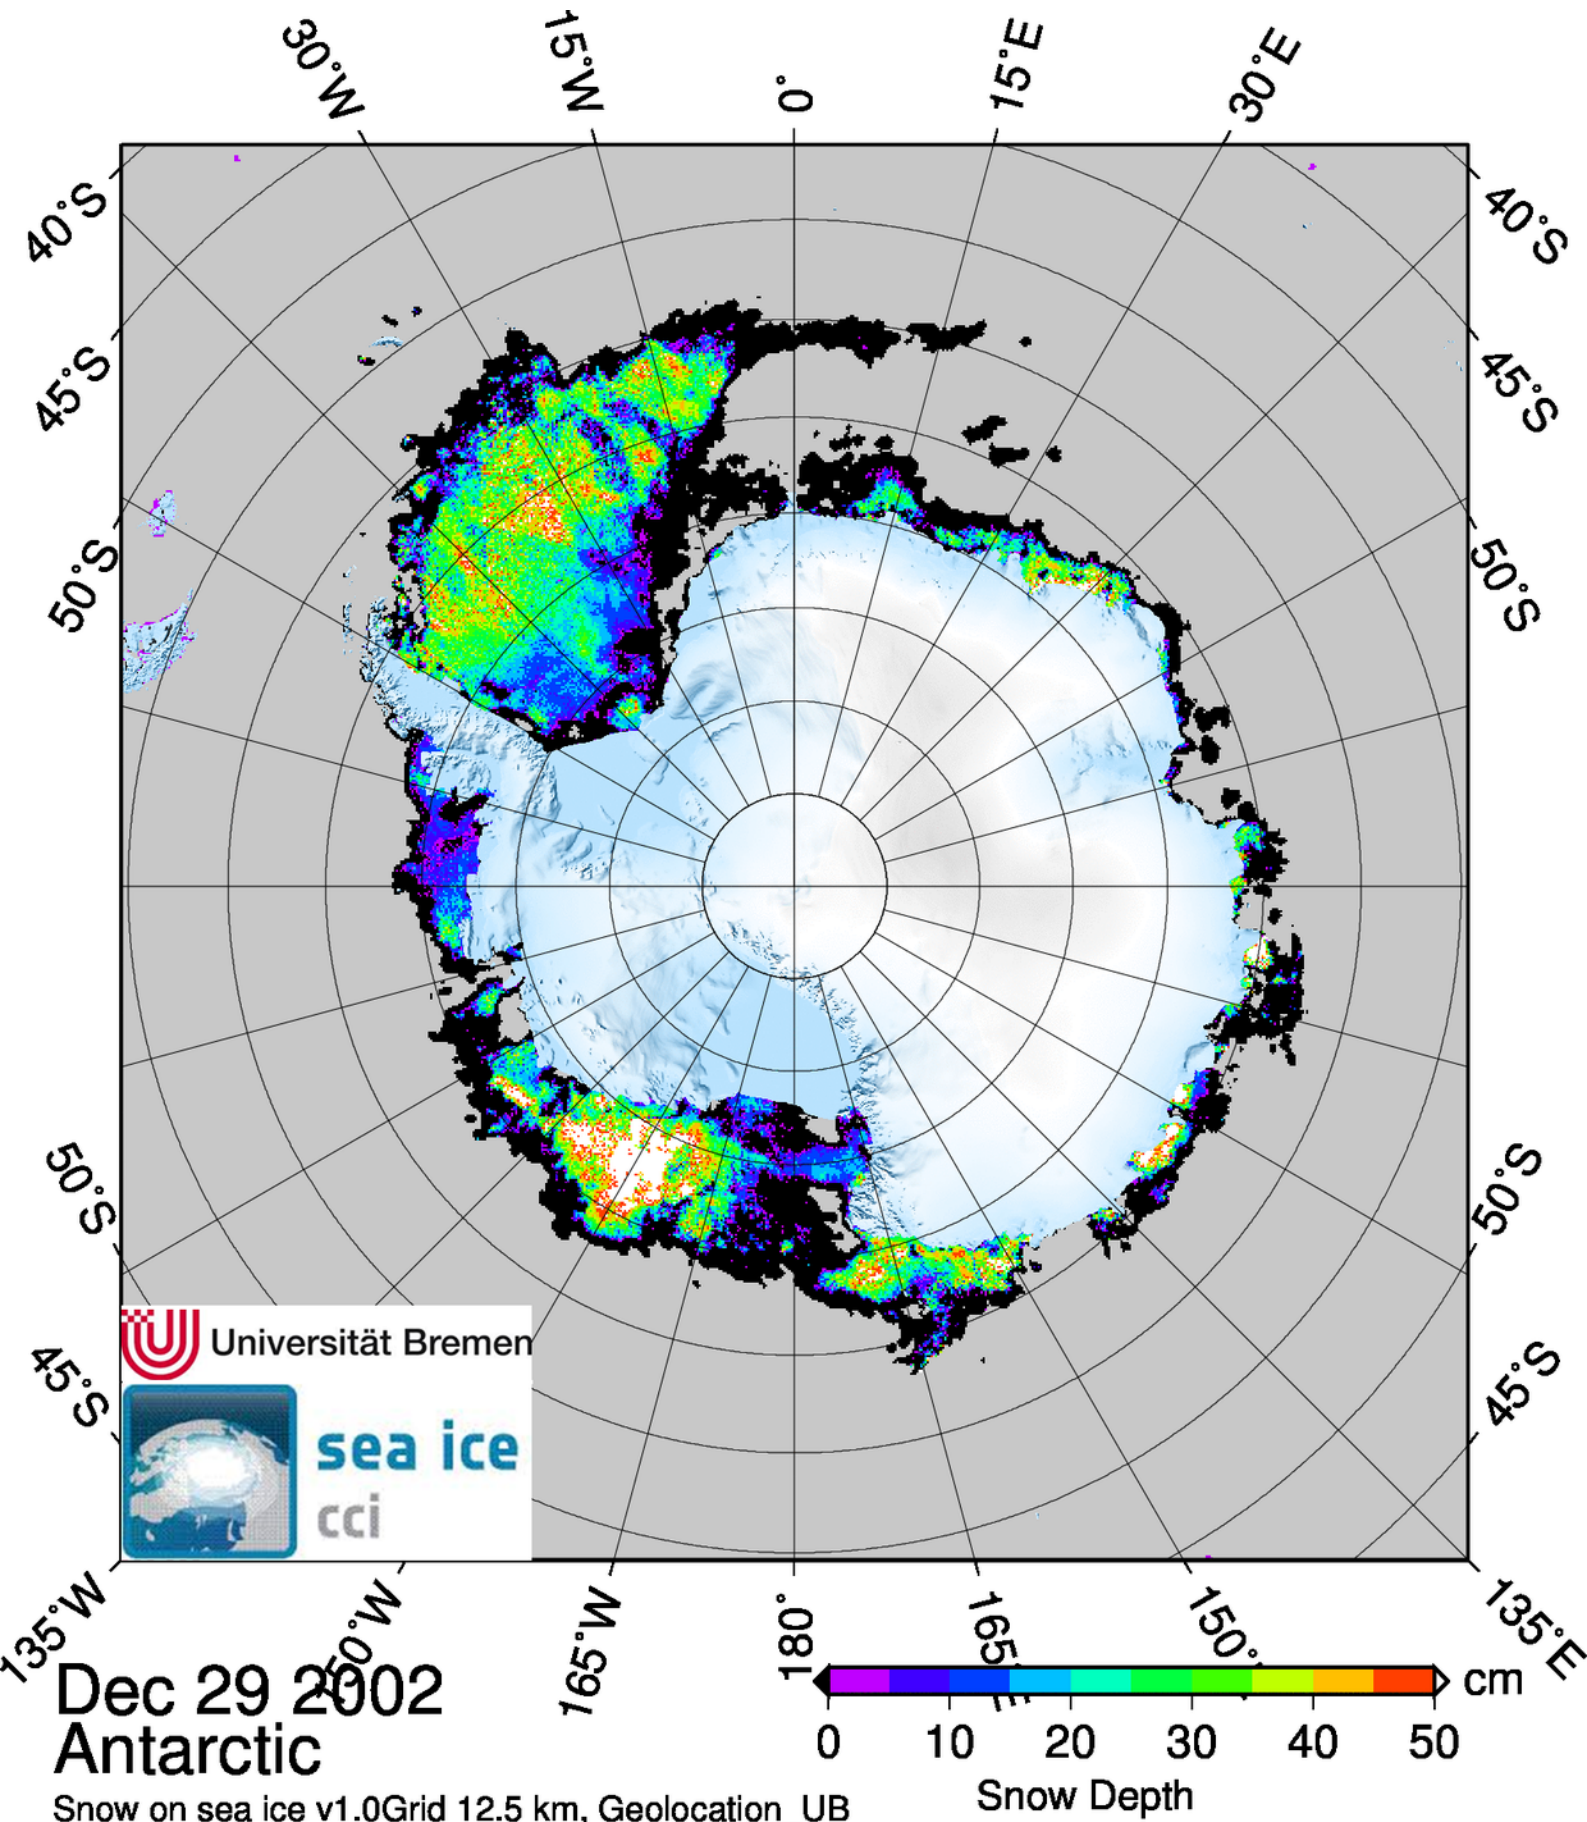 30°W 15°W 0° 15°E 30°E
40°S 40°S
45°S 45°S
50°S 50°S
50°S 50°S
45°S 45°S
Universität Bremen
sea ice
cci
135°W 165°W 180° 135°E
Dec 29 2002
Antarctic
Snow on sea ice v1.0Grid 12.5 km, Geolocation UB
cm
0 10 20 30 40 50
Snow Depth